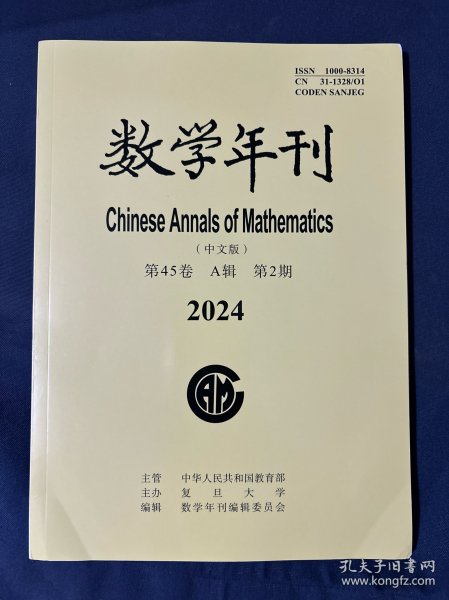 ISSN 1000-8314
CN 31-1328/O1
CODEN SANJEG
数学年刊
Chinese Annals of Mathematics
（中文版）
第45卷 A辑 第2期
2024
CAM
主管 中华人民共和国教育部
主办 复旦大学
编辑 数学年刊编辑委员会
孔夫子旧书网
www.kongfz.com